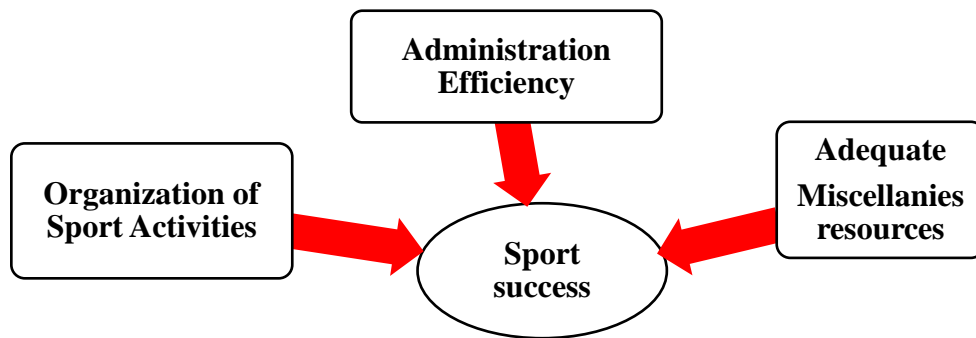 Administration
Efficiency
Organization of
Sport Activities
Adequate
Miscellanies
resources
Sport
success